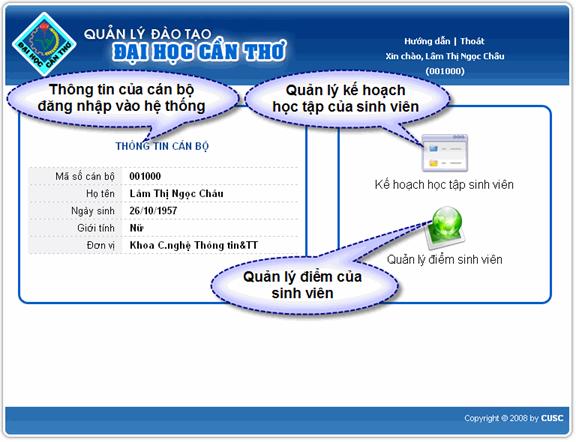 QUẢN LÝ ĐÀO TẠO
ĐẠI HỌC CẦN THƠ
ĐẠI HỌC CẦN THƠ
Hướng dẫn | Thoát
Xin chào, Lâm Thị Ngọc Châu
(001000)
Thông tin của cán bộ
đăng nhập vào hệ thống
Quản lý kế hoạch
học tập của sinh viên
THÔNG TIN CÁN BỘ
Mã số cán bộ 001000
Họ tên Lâm Thị Ngọc Châu
Ngày sinh 26/10/1957
Giới tính Nữ
Đơn vị Khoa C.nghệ Thông tin&TT
Kế hoạch học tập sinh viên
Quản lý điểm sinh viên
Quản lý điểm của
sinh viên
Copyright © 2008 by CUSC